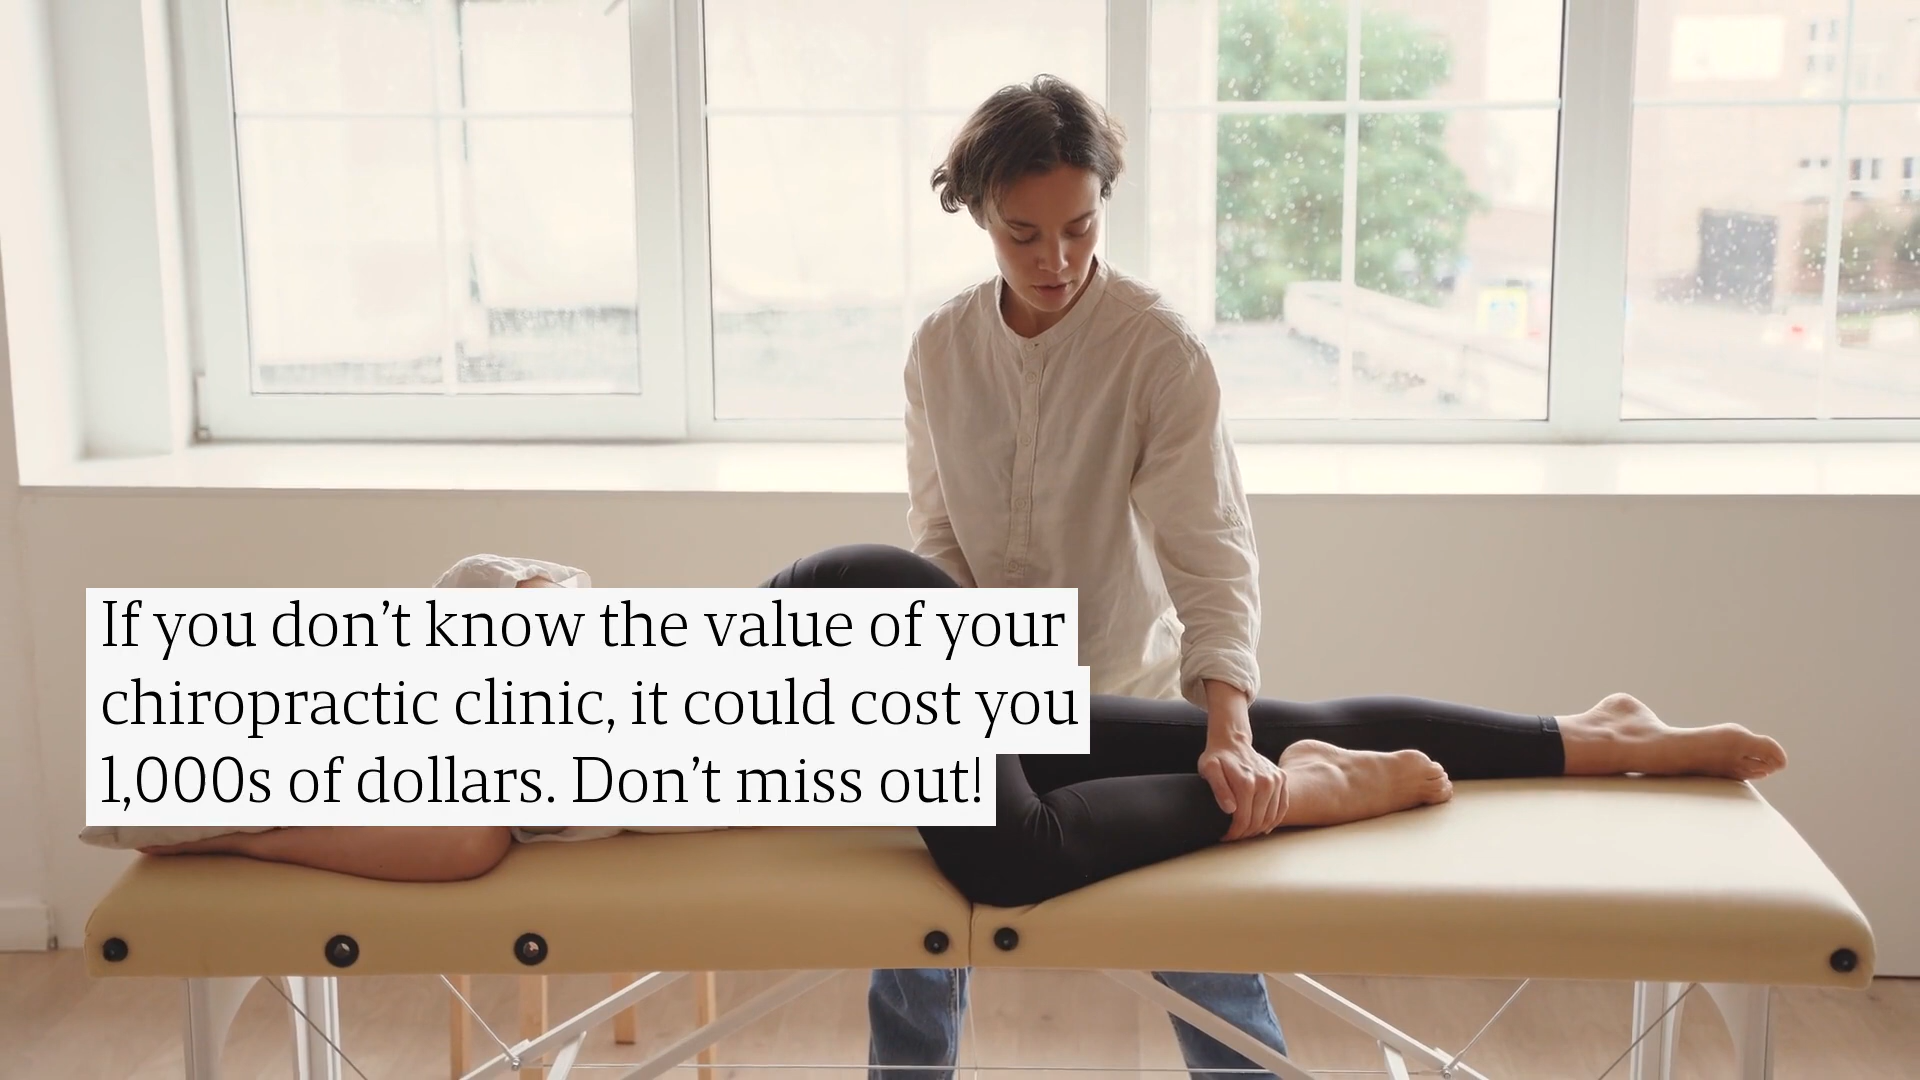 If you don’t know the value of your
chiropractic clinic, it could cost you
1,000s of dollars. Don’t miss out!